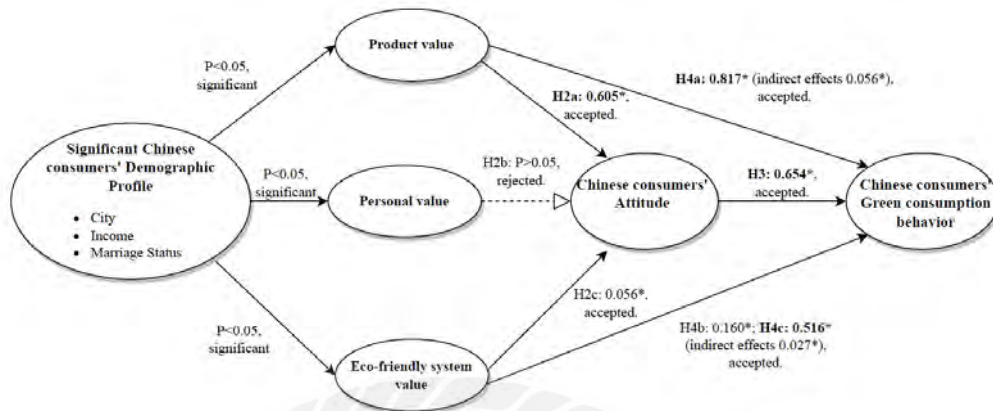 Product value
P<0.05,
significant
H4a: 0.817* (indirect effects 0.056*),
accepted.
H2a: 0.605*,
accepted.
Significant Chinese
consumers' Demographic
Profile
• City
• Income
• Marriage Status
P<0.05,
significant
Personal value
H2b: P>0.05,
rejected.
Chinese consumers'
Attitude
H3: 0.654*,
accepted.
Chinese consumers'
Green consumption
behavior
H2c: 0.056*,
accepted.
P<0.05,
significant
H4b: 0.160*; H4c: 0.516*
(indirect effects 0.027*),
accepted.
Eco-friendly system
value